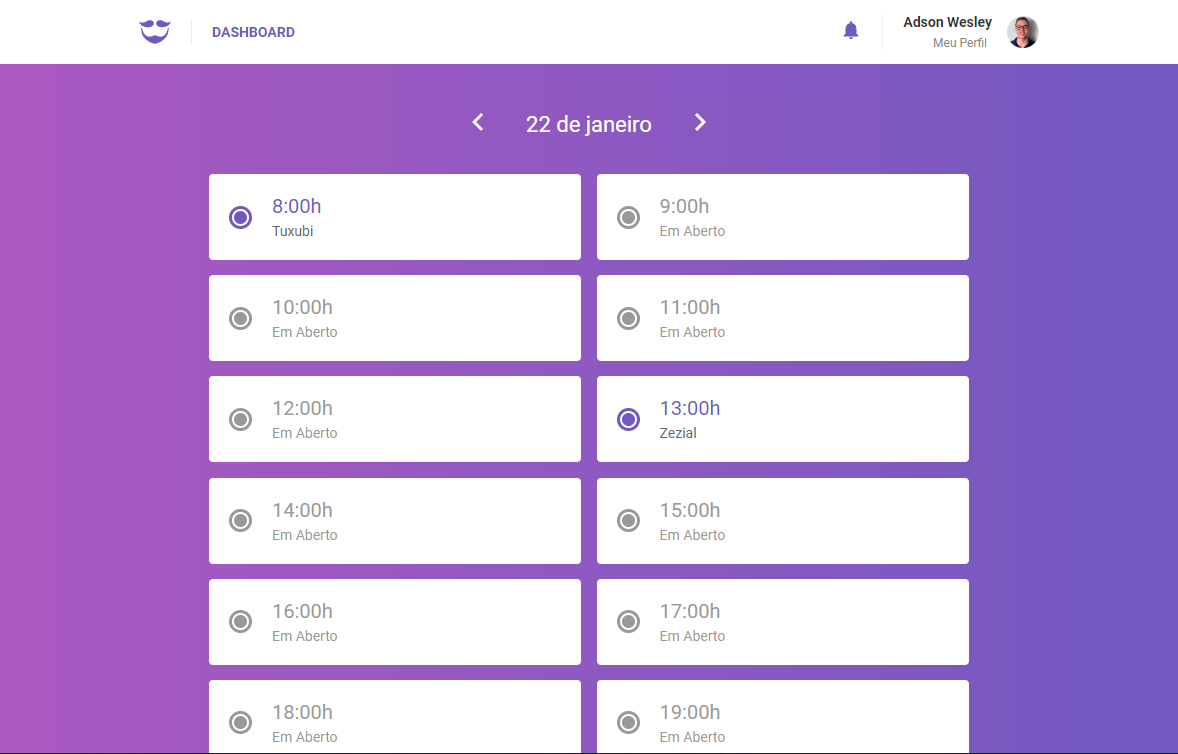 DASHBOARD
Adson Wesley
Meu Perfil
22 de janeiro
8:00h
Tuxubi
9:00h
Em Aberto
10:00h
Em Aberto
11:00h
Em Aberto
12:00h
Em Aberto
13:00h
Zezial
14:00h
Em Aberto
15:00h
Em Aberto
16:00h
Em Aberto
17:00h
Em Aberto
18:00h
Em Aberto
19:00h
Em Aberto